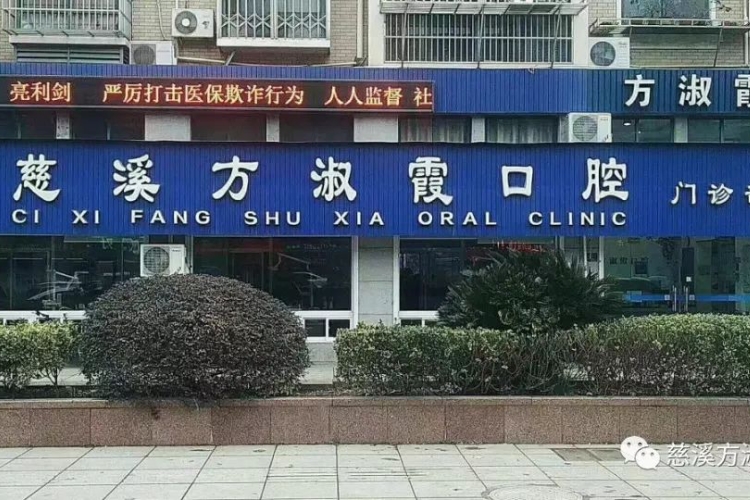 亮利剑 严厉打击医保欺诈行为 人人监督 社
方淑霞
慈溪方淑霞口腔 门诊
CI XI FANG SHU XIA ORAL CLINIC
慈溪方淑